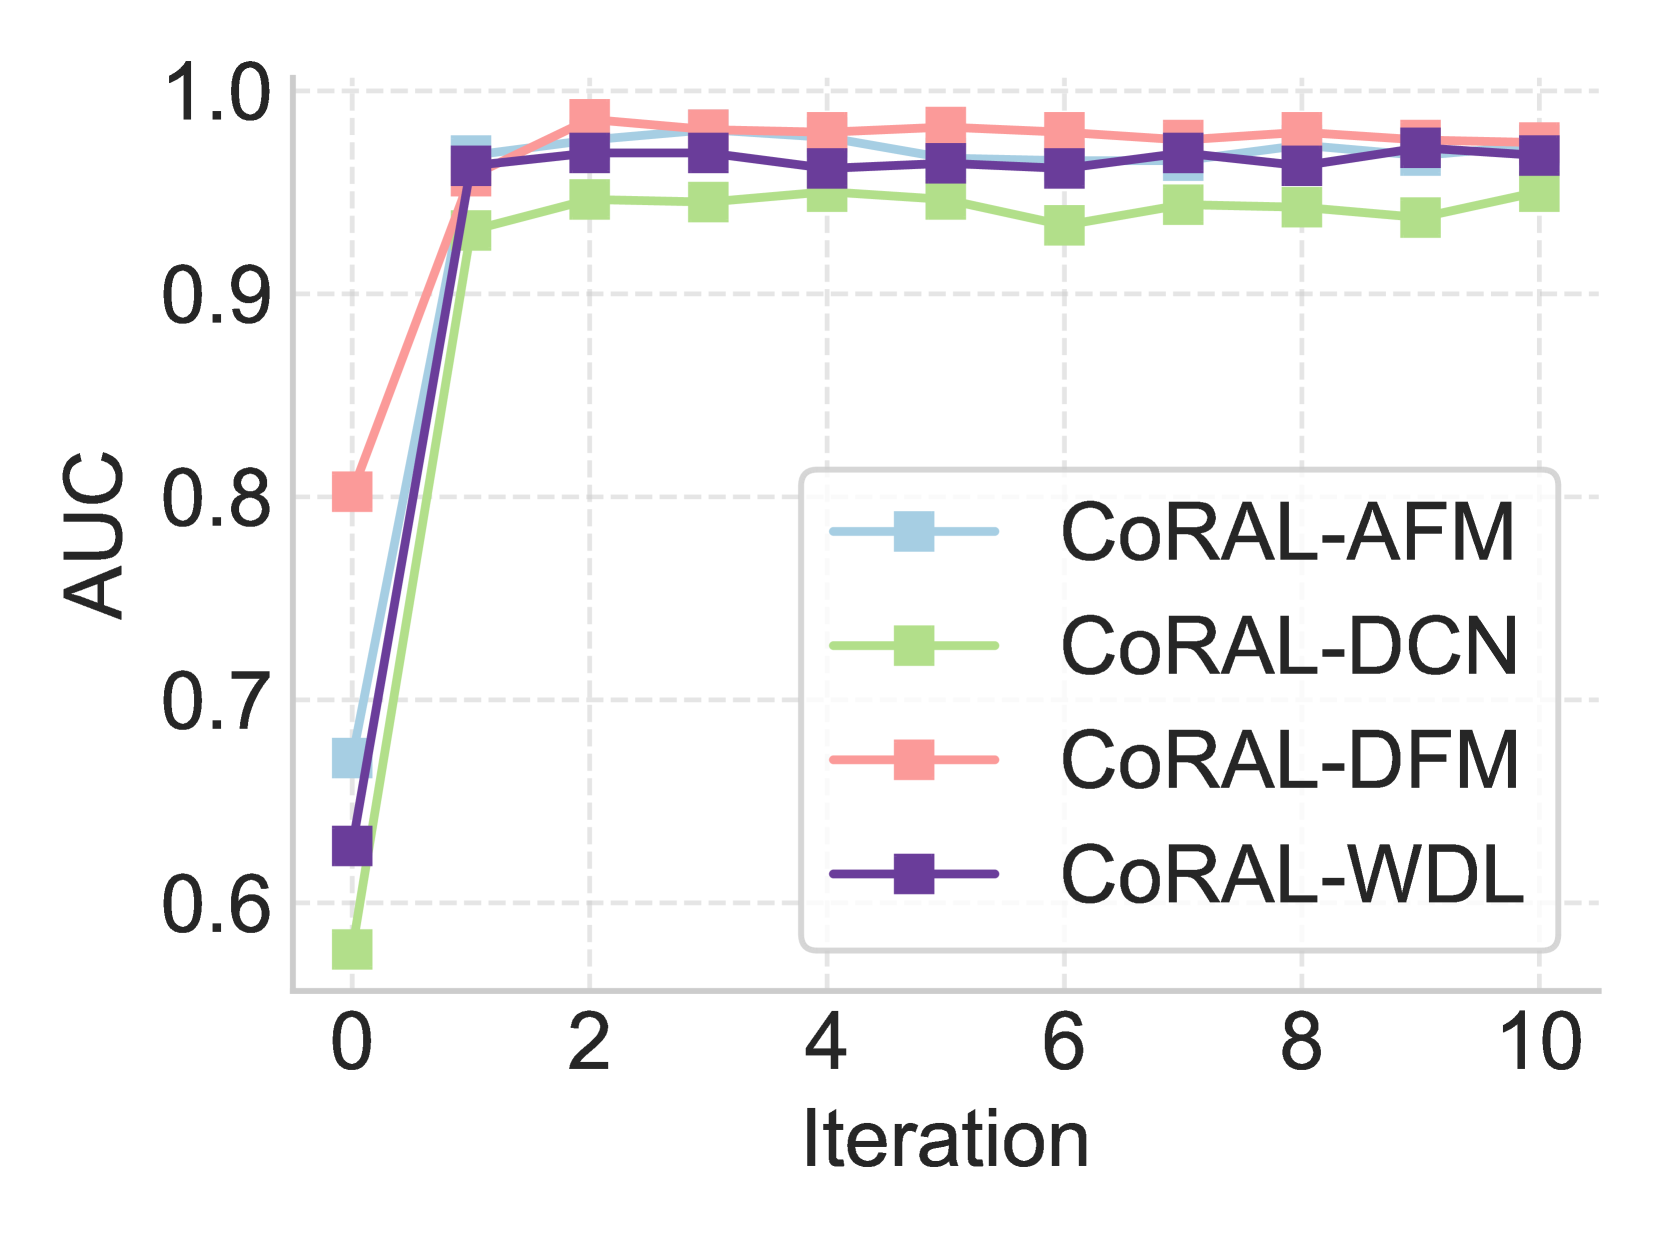 1.0
0.9
0.8
0.7
0.6
AUC
0 2 4 6 8 10
Iteration
CoRAL-AFM
CoRAL-DCN
CoRAL-DFM
CoRAL-WDL